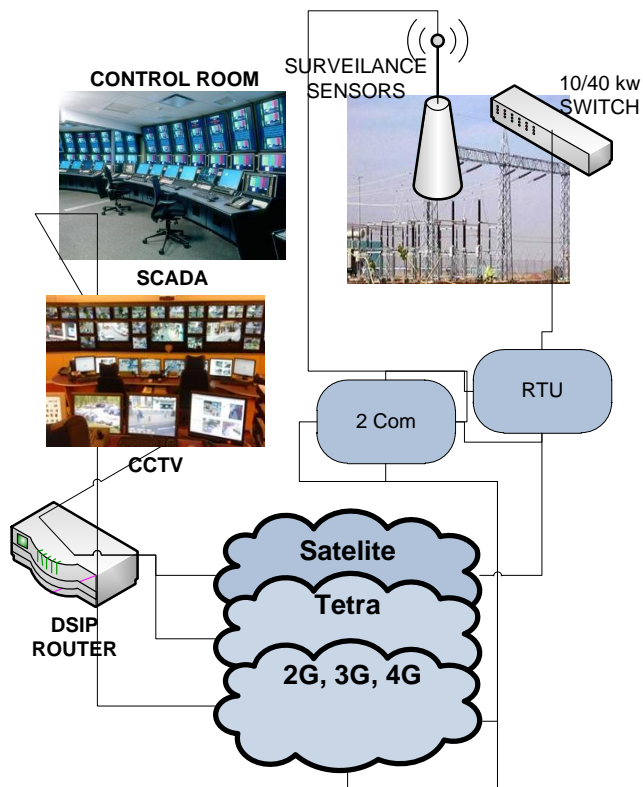 CONTROL ROOM
SURVEILANCE
SENSORS
10/40 kw
SWITCH
SCADA
RTU
2 Com
CCTV
Satelite
Tetra
2G, 3G, 4G
DSIP
ROUTER